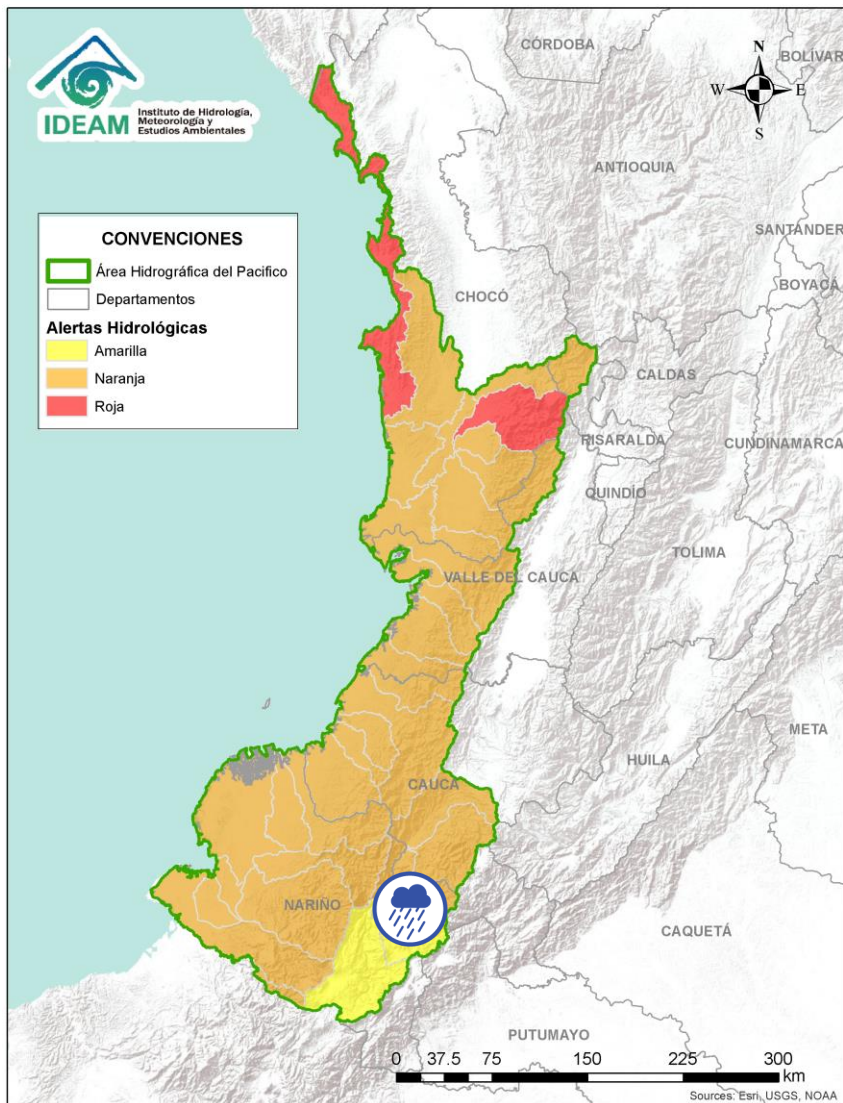 IDEAM
Instituto de Hidrología,
Meteorología y
Estudios Ambientales
CÓRDOBA
BOLÍVAR
N
W
E
S
ANTIOQUIA
SANTANDER
BOYACÁ
CONVENCIONES
Área Hidrográfica del Pacifico
Departamentos
Alertas Hidrológicas
Amarilla
Naranja
Roja
CHOCÓ
CALDAS
RISARALDA
CUNDINAMARCA
QUINDÍO
TOLIMA
VALLE DEL CAUCA
META
HUILA
CAUCA
NARIÑO
CAQUETÁ
PUTUMAYO
0 37.5 75 150 225 300
km
Sources: Esri, USGS, NOAA